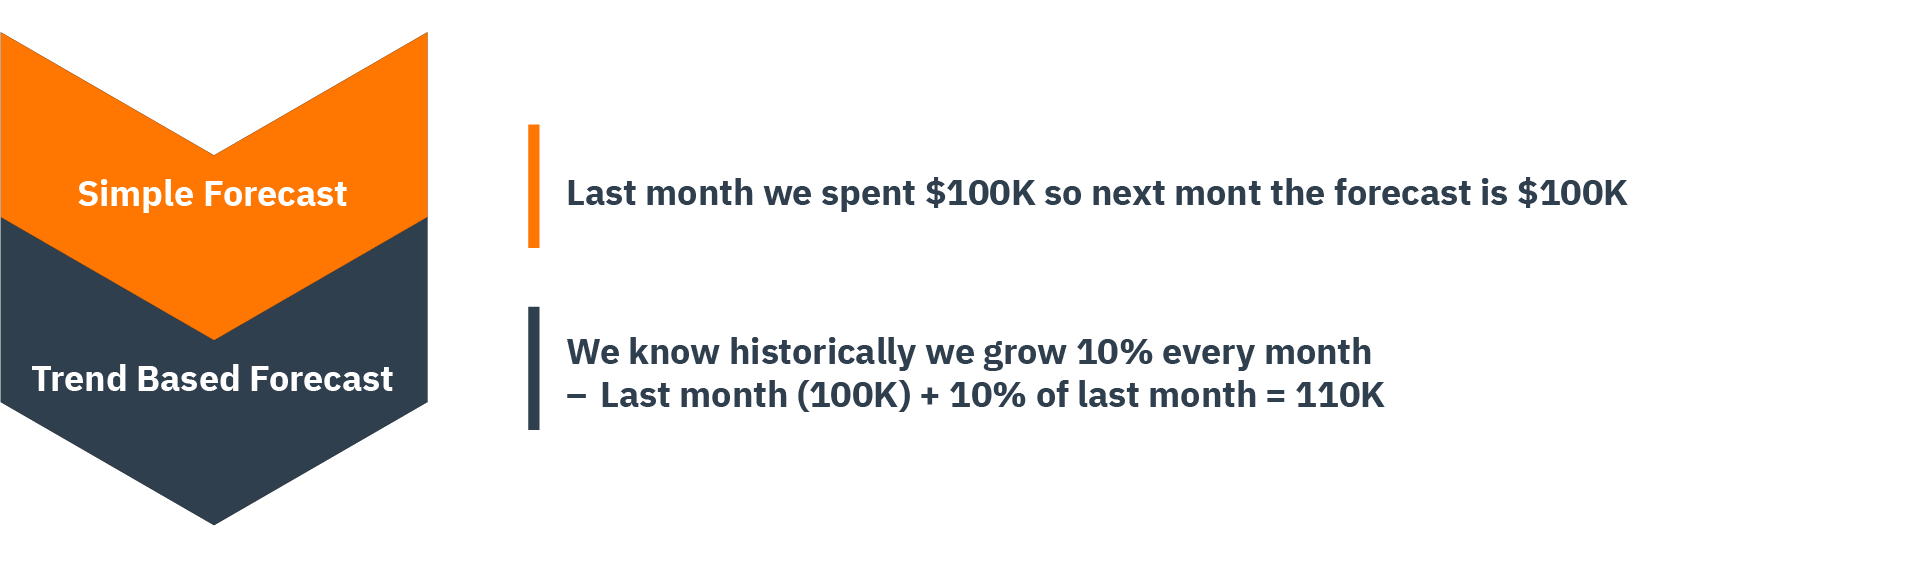 Simple Forecast
Last month we spent $100K so next mont the forecast is $100K
Trend Based Forecast
We know historically we grow 10% every month
– Last month (100K) + 10% of last month = 110K